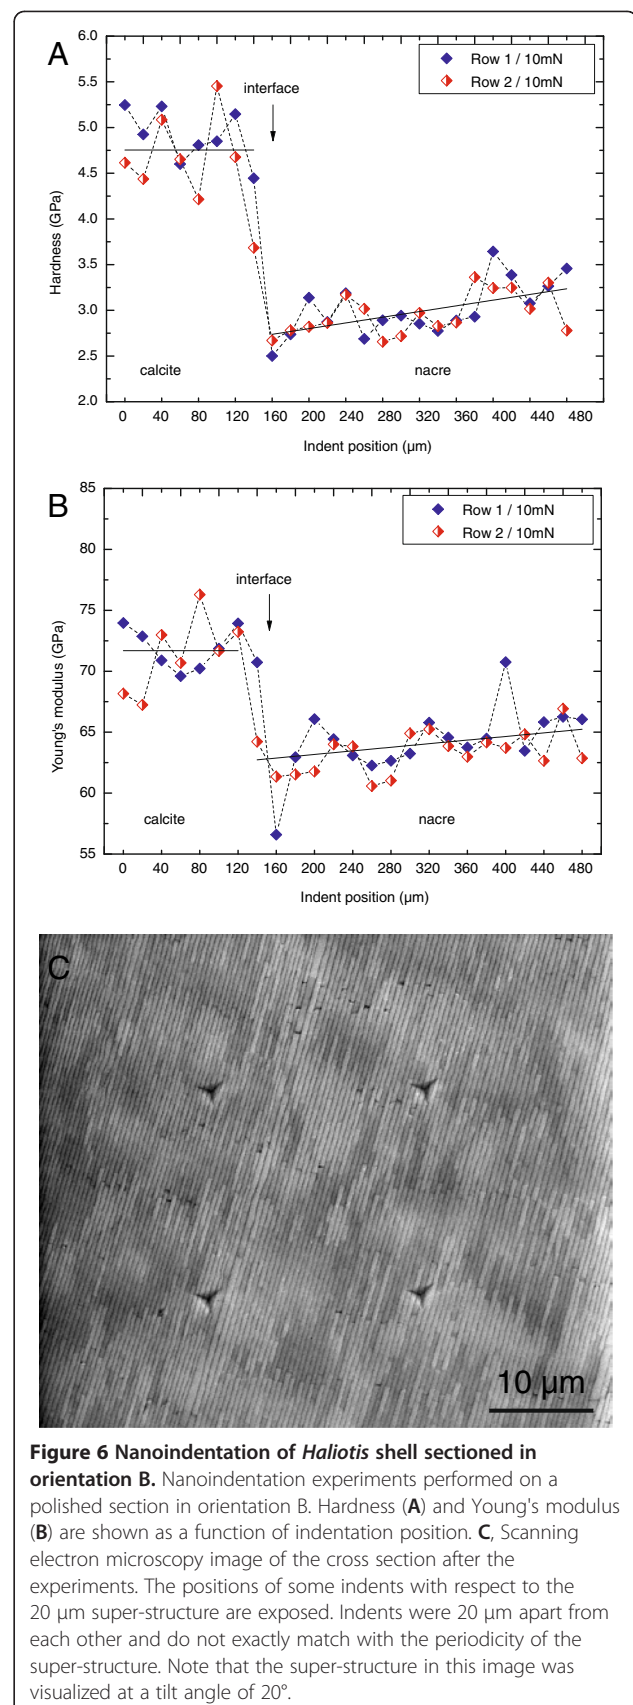 A
6.0
5.5
5.0
4.5
3.5
3.0
2.5
2.0
Hardness (GPa)
Row 1 / 10mN
Row 2 / 10mN
interface
calcite
nacre
0 40 80 120 160 200 240 280 320 360 400 440 480
Indent position (µm)
B
85
80
75
70
65
60
55
Young's modulus (GPa)
Row 1 / 10mN
Row 2 / 10mN
interface
calcite
nacre
0 40 80 120 160 200 240 280 320 360 400 440 480
Indent position (µm)
C
10 µm
Figure 6 Nanoindentation of Haliotis shell sectioned in
orientation B. Nanoindentation experiments performed on a
polished section in orientation B. Hardness (A) and Young's modulus
(B) are shown as a function of indentation position. C, Scanning
electron microscopy image of the cross section after the
experiments. The positions of some indents with respect to the
20 µm super-structure are exposed. Indents were 20 µm apart from
each other and do not exactly match with the periodicity of the
super-structure. Note that the super-structure in this image was
visualized at a tilt angle of 20°.